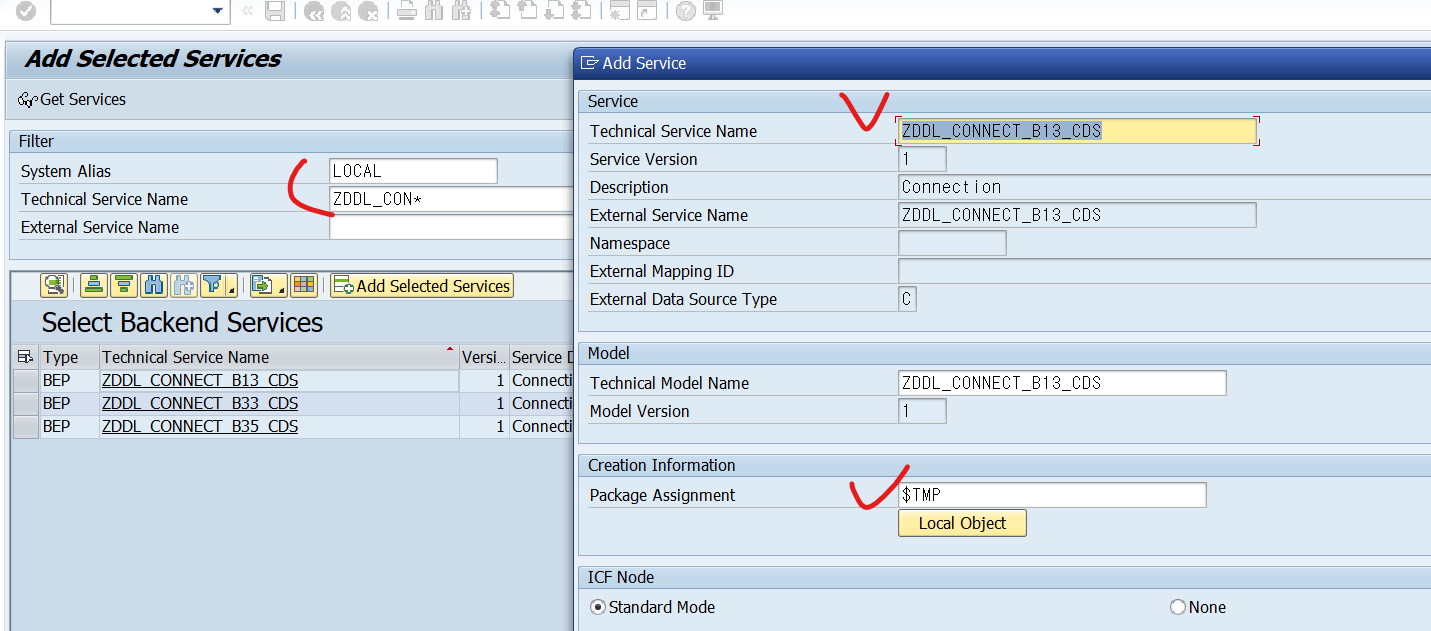 Add Selected Services
Get Services
Filter
System Alias LOCAL
Technical Service Name ZDDL_CON*
External Service Name
Add Selected Services
Select Backend Services
Type Technical Service Name Versi... Service D
BEP ZDDL_CONNECT_B13_CDS 1 Connecti
BEP ZDDL_CONNECT_B33_CDS 1 Connecti
BEP ZDDL_CONNECT_B35_CDS 1 Connecti
Add Service
Service
Technical Service Name ZDDL_CONNECT_B13_CDS
Service Version 1
Description Connection
External Service Name ZDDL_CONNECT_B13_CDS
Namespace
External Mapping ID
External Data Source Type C
Model
Technical Model Name ZDDL_CONNECT_B13_CDS
Model Version 1
Creation Information
Package Assignment $TMP
Local Object
ICF Node
Standard Mode None